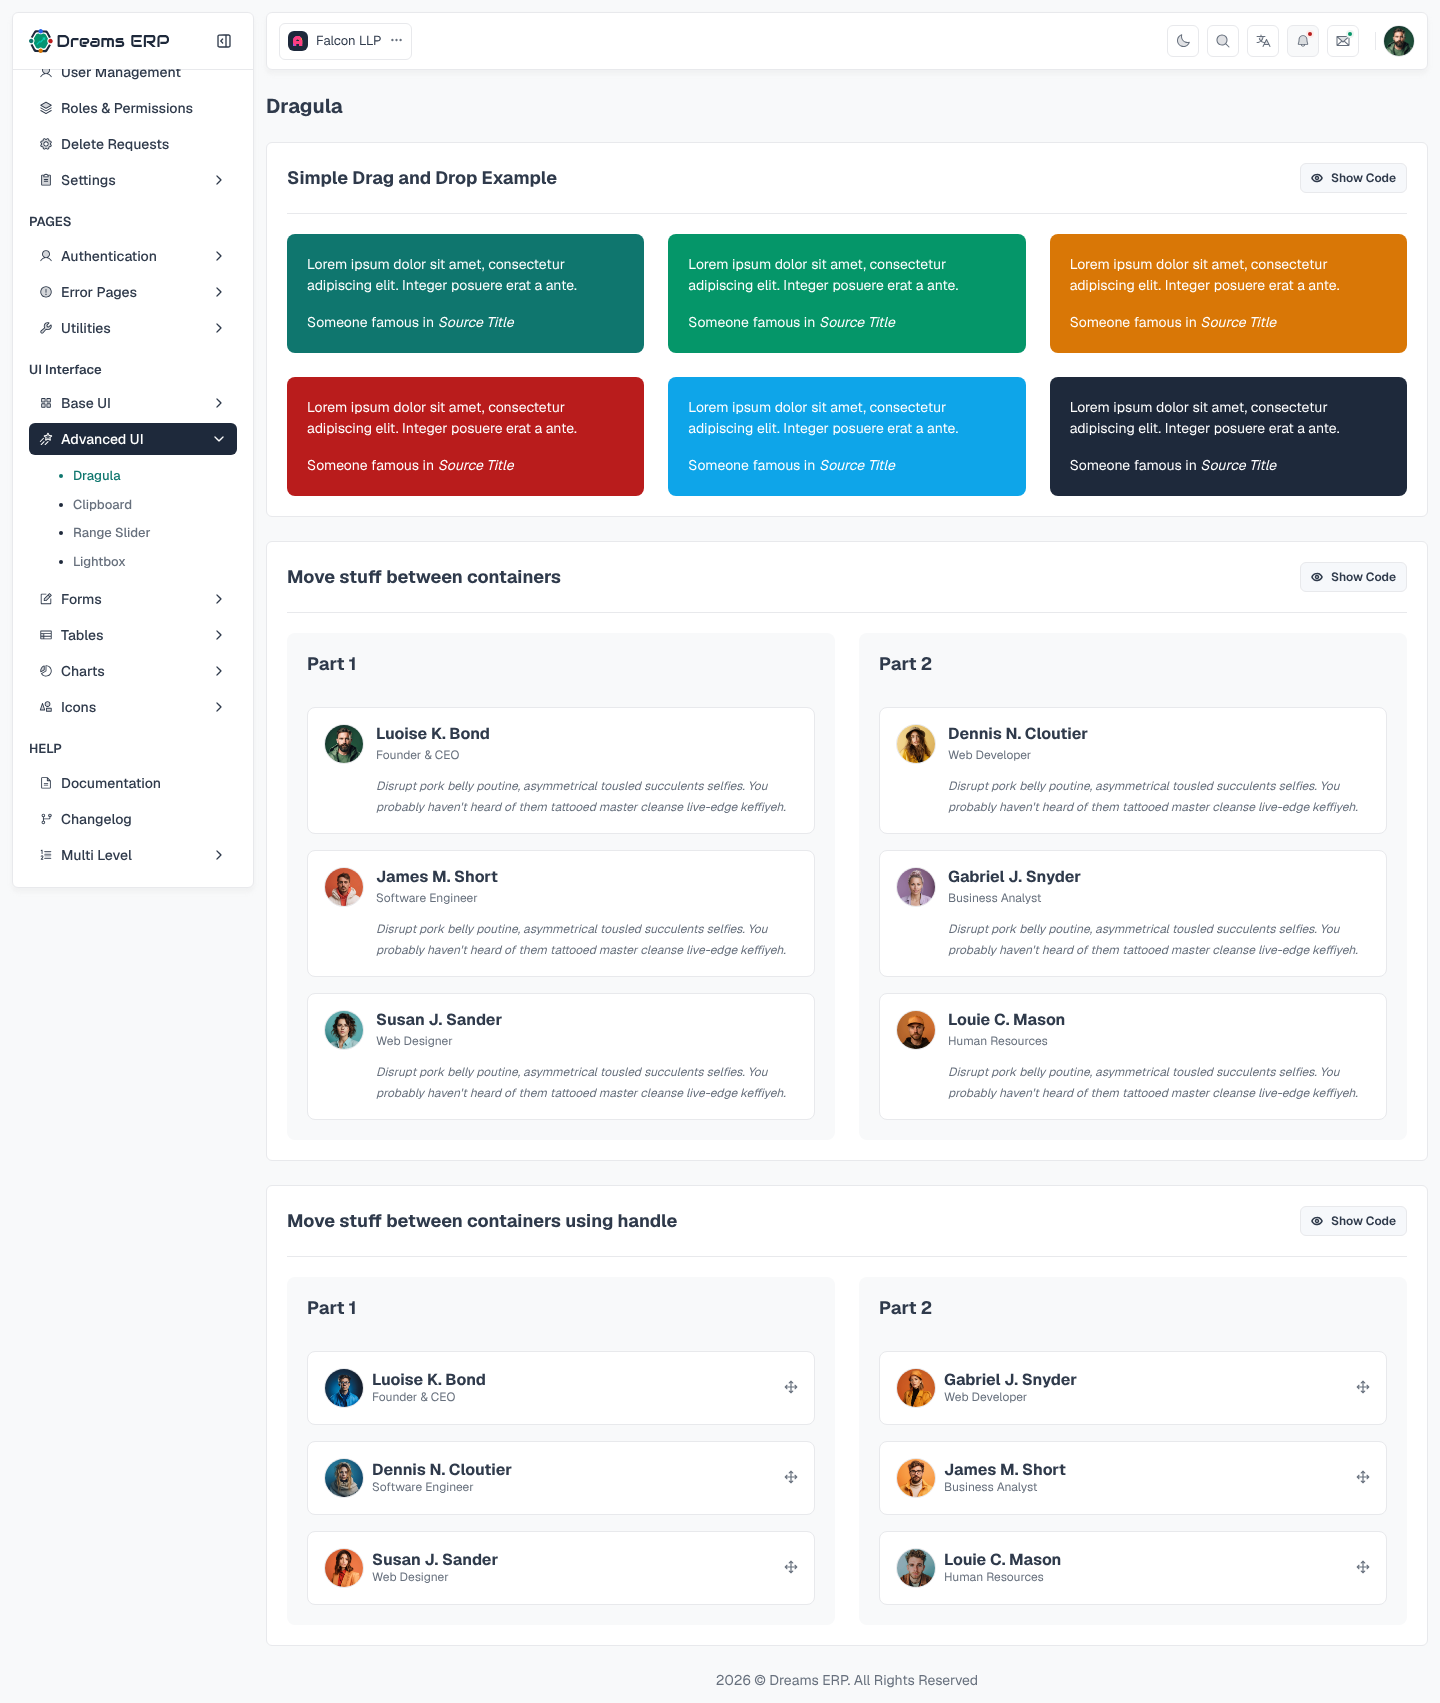 Dreams ERP
User Management
Roles & Permissions
Delete Requests
Settings
PAGES
Authentication
Error Pages
Utilities
UI Interface
Base UI
Advanced UI
Dragula
Clipboard
Range Slider
Lightbox
Forms
Tables
Charts
Icons
HELP
Documentation
Changelog
Multi Level
Falcon LLP
Dragula
Simple Drag and Drop Example
Show Code
Lorem ipsum dolor sit amet, consectetur
adipiscing elit. Integer posuere erat a ante.
Someone famous in Source Title
Lorem ipsum dolor sit amet, consectetur
adipiscing elit. Integer posuere erat a ante.
Someone famous in Source Title
Lorem ipsum dolor sit amet, consectetur
adipiscing elit. Integer posuere erat a ante.
Someone famous in Source Title
Lorem ipsum dolor sit amet, consectetur
adipiscing elit. Integer posuere erat a ante.
Someone famous in Source Title
Lorem ipsum dolor sit amet, consectetur
adipiscing elit. Integer posuere erat a ante.
Someone famous in Source Title
Lorem ipsum dolor sit amet, consectetur
adipiscing elit. Integer posuere erat a ante.
Someone famous in Source Title
Move stuff between containers
Show Code
Part 1
Luoise K. Bond
Founder & CEO
Disrupt pork belly poutine, asymmetrical tousled succulents selfies. You
probably haven't heard of them tattooed master cleanse live-edge keffiyeh.
James M. Short
Software Engineer
Disrupt pork belly poutine, asymmetrical tousled succulents selfies. You
probably haven't heard of them tattooed master cleanse live-edge keffiyeh.
Susan J. Sander
Web Designer
Disrupt pork belly poutine, asymmetrical tousled succulents selfies. You
probably haven't heard of them tattooed master cleanse live-edge keffiyeh.
Part 2
Dennis N. Cloutier
Web Developer
Disrupt pork belly poutine, asymmetrical tousled succulents selfies. You
probably haven't heard of them tattooed master cleanse live-edge keffiyeh.
Gabriel J. Snyder
Business Analyst
Disrupt pork belly poutine, asymmetrical tousled succulents selfies. You
probably haven't heard of them tattooed master cleanse live-edge keffiyeh.
Louie C. Mason
Human Resources
Disrupt pork belly poutine, asymmetrical tousled succulents selfies. You
probably haven't heard of them tattooed master cleanse live-edge keffiyeh.
Move stuff between containers using handle
Show Code
Part 1
Luoise K. Bond
Founder & CEO
Dennis N. Cloutier
Software Engineer
Susan J. Sander
Web Designer
Part 2
Gabriel J. Snyder
Web Developer
James M. Short
Business Analyst
Louie C. Mason
Human Resources
2026 © Dreams ERP. All Rights Reserved